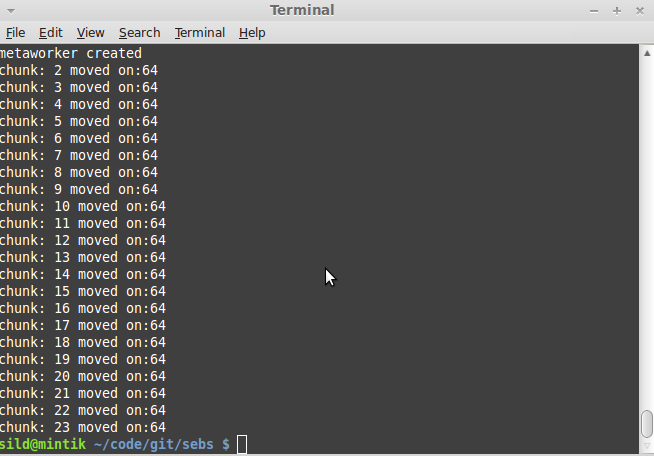 Terminal
File Edit View Search Terminal Help
metaworker created
chunk: 2 moved on:64
chunk: 3 moved on:64
chunk: 4 moved on:64
chunk: 5 moved on:64
chunk: 6 moved on:64
chunk: 7 moved on:64
chunk: 8 moved on:64
chunk: 9 moved on:64
chunk: 10 moved on:64
chunk: 11 moved on:64
chunk: 12 moved on:64
chunk: 13 moved on:64
chunk: 14 moved on:64
chunk: 15 moved on:64
chunk: 16 moved on:64
chunk: 17 moved on:64
chunk: 18 moved on:64
chunk: 19 moved on:64
chunk: 20 moved on:64
chunk: 21 moved on:64
chunk: 22 moved on:64
chunk: 23 moved on:64
sild@mintik ~/code/git/sebs $